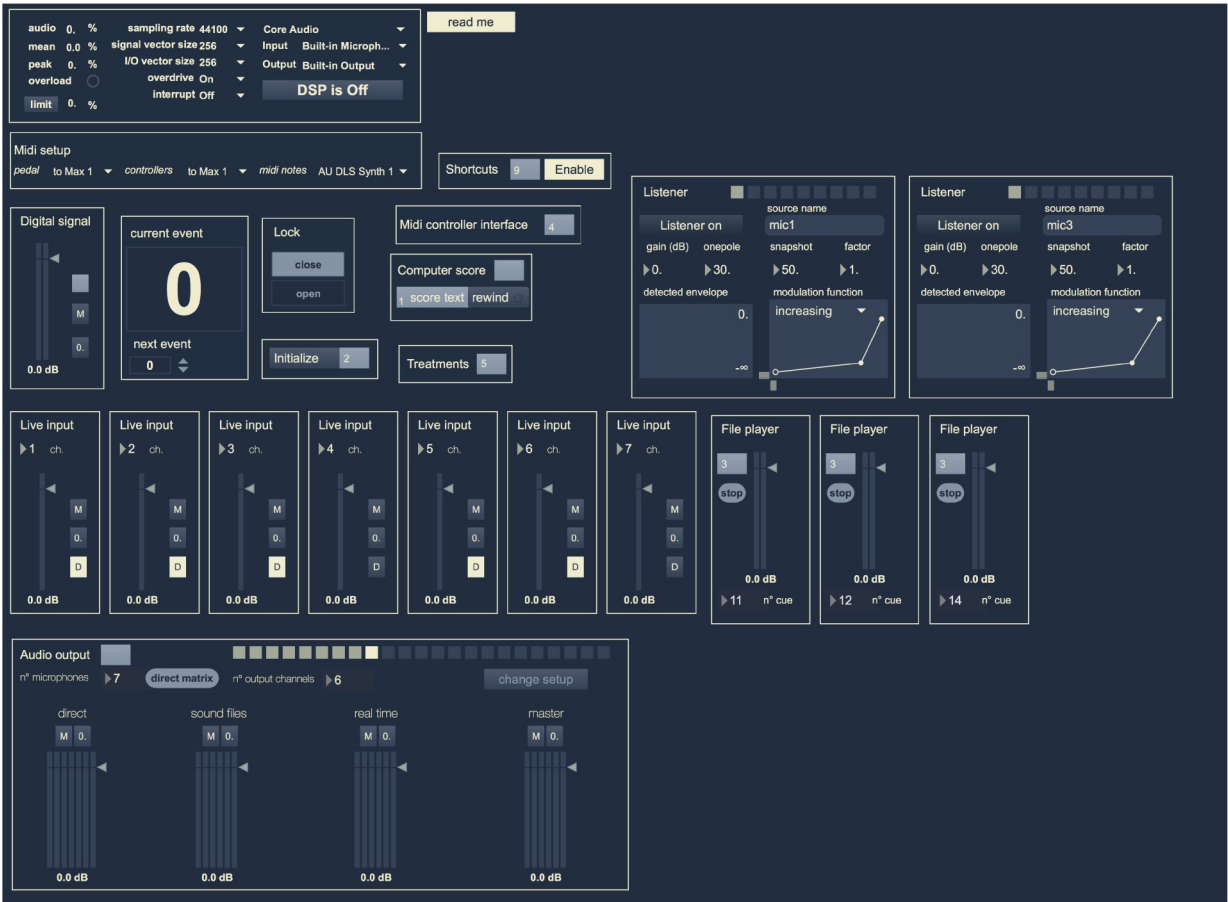 audio 0. % sampling rate 44100 Core Audio
mean 0.0 % signal vector size 256 Input Built-in Microph...
peak 0. % I/O vector size 256 Output Built-in Output
overload overdrive On
interrupt Off DSP is Off
limit 0. %
read me
Midi setup
pedal to Max 1 controllers to Max 1 midi notes AU DLS Synth 1
Shortcuts 9 Enable
Digital signal
M
0.
0.0 dB
current event
0
next event
0
Lock
close
open
Initialize 2
Midi controller interface 4
Computer score
1 score text rewind
Treatments 5
Listener
source name
Listener on mic1
gain (dB) onepole snapshot factor
0. 30. 50. 1.
detected envelope modulation function
0. increasing
-∞
Listener
source name
Listener on mic3
gain (dB) onepole snapshot factor
0. 30. 50. 1.
detected envelope modulation function
0. increasing
-∞
Live input
1 ch.
M
0.
D
0.0 dB
Live input
2 ch.
M
0.
D
0.0 dB
Live input
3 ch.
M
0.
D
0.0 dB
Live input
4 ch.
M
0.
D
0.0 dB
Live input
5 ch.
M
0.
D
0.0 dB
Live input
6 ch.
M
0.
D
0.0 dB
Live input
7 ch.
M
0.
D
0.0 dB
File player
3
stop
0.0 dB
11 n° cue
File player
3
stop
0.0 dB
12 n° cue
File player
3
stop
0.0 dB
14 n° cue
Audio output
n° microphones 7 direct matrix n° output channels 6 change setup
direct sound files real time master
M 0. M 0. M 0. M 0.
0.0 dB 0.0 dB 0.0 dB 0.0 dB